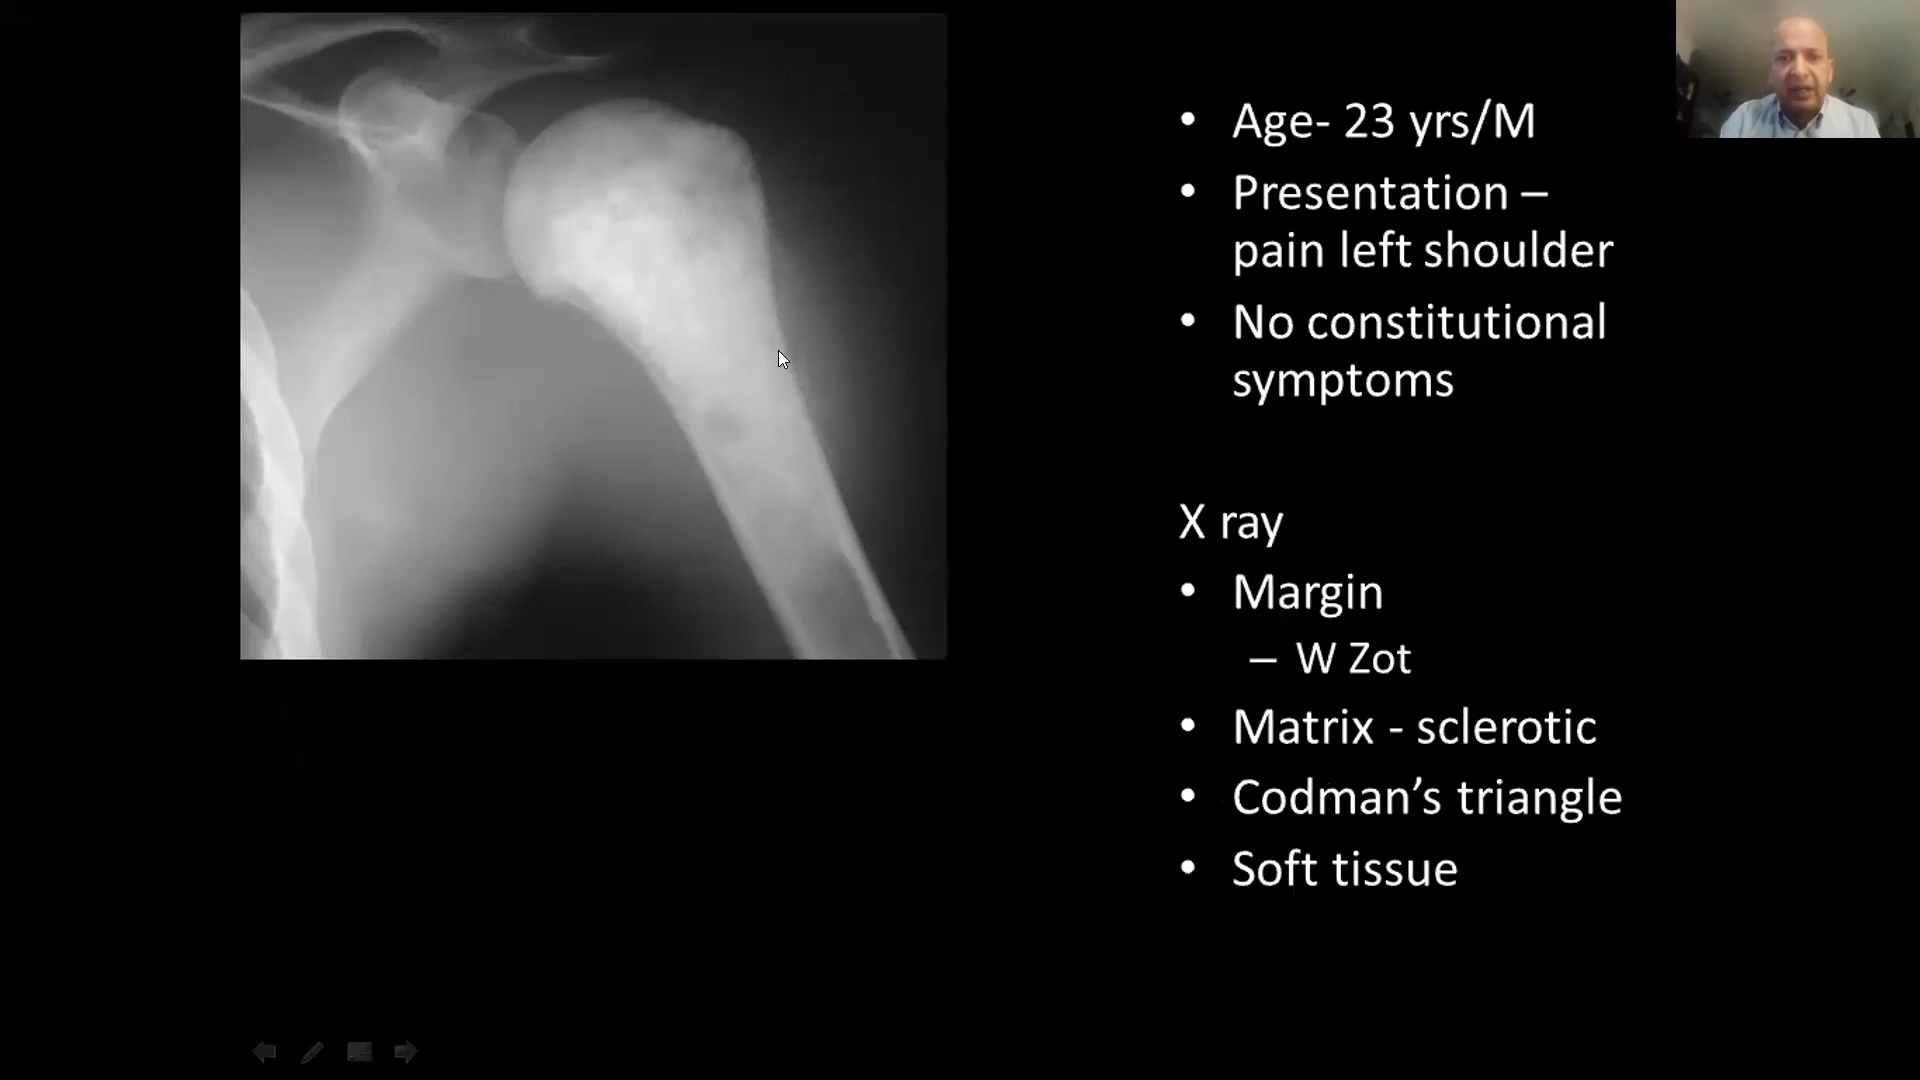 • Age- 23 yrs/M
• Presentation –
pain left shoulder
• No constitutional
symptoms
X ray
• Margin
– W Zot
• Matrix - sclerotic
• Codman’s triangle
• Soft tissue